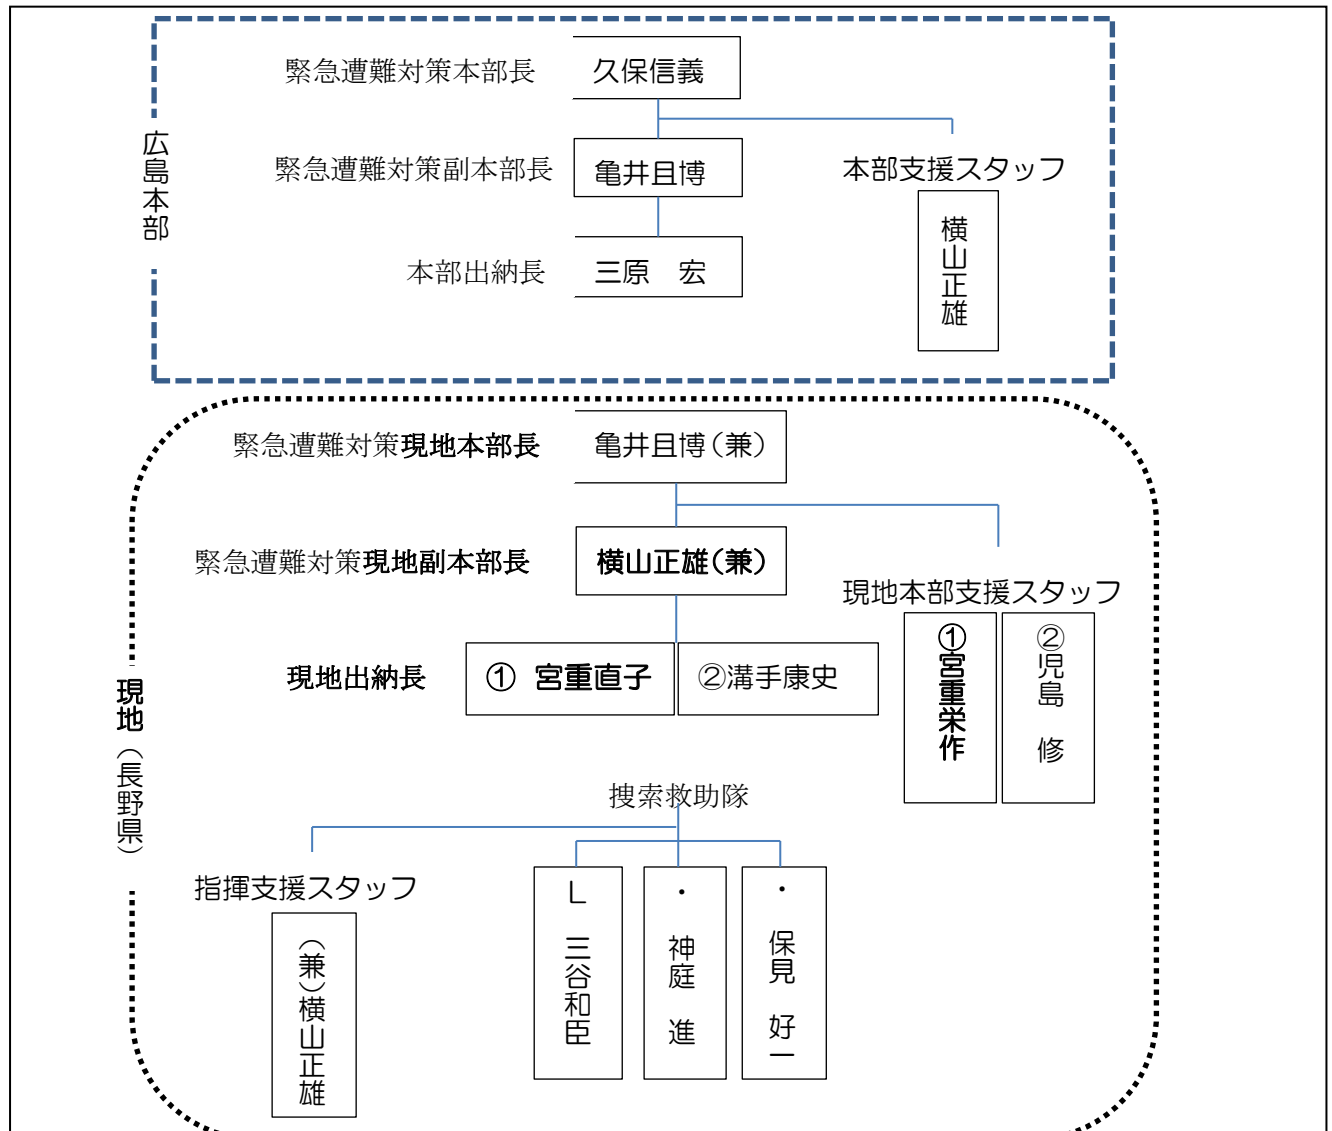 緊急遭難対策本部長 久保信義
広島本部
緊急遭難対策副本部長 亀井且博
本部支援スタッフ
横山正雄
本部出納長 三原　宏
緊急遭難対策現地本部長 亀井且博(兼)
緊急遭難対策現地副本部長 横山正雄(兼)
現地本部支援スタッフ
①宮重栄作
②児島　修
現地出納長 ① 宮重直子 ②溝手康史
現地(長野県)
捜索救助隊
指揮支援スタッフ
(兼)横山正雄
L　三谷和臣
・　神庭　進
・　保見　好一